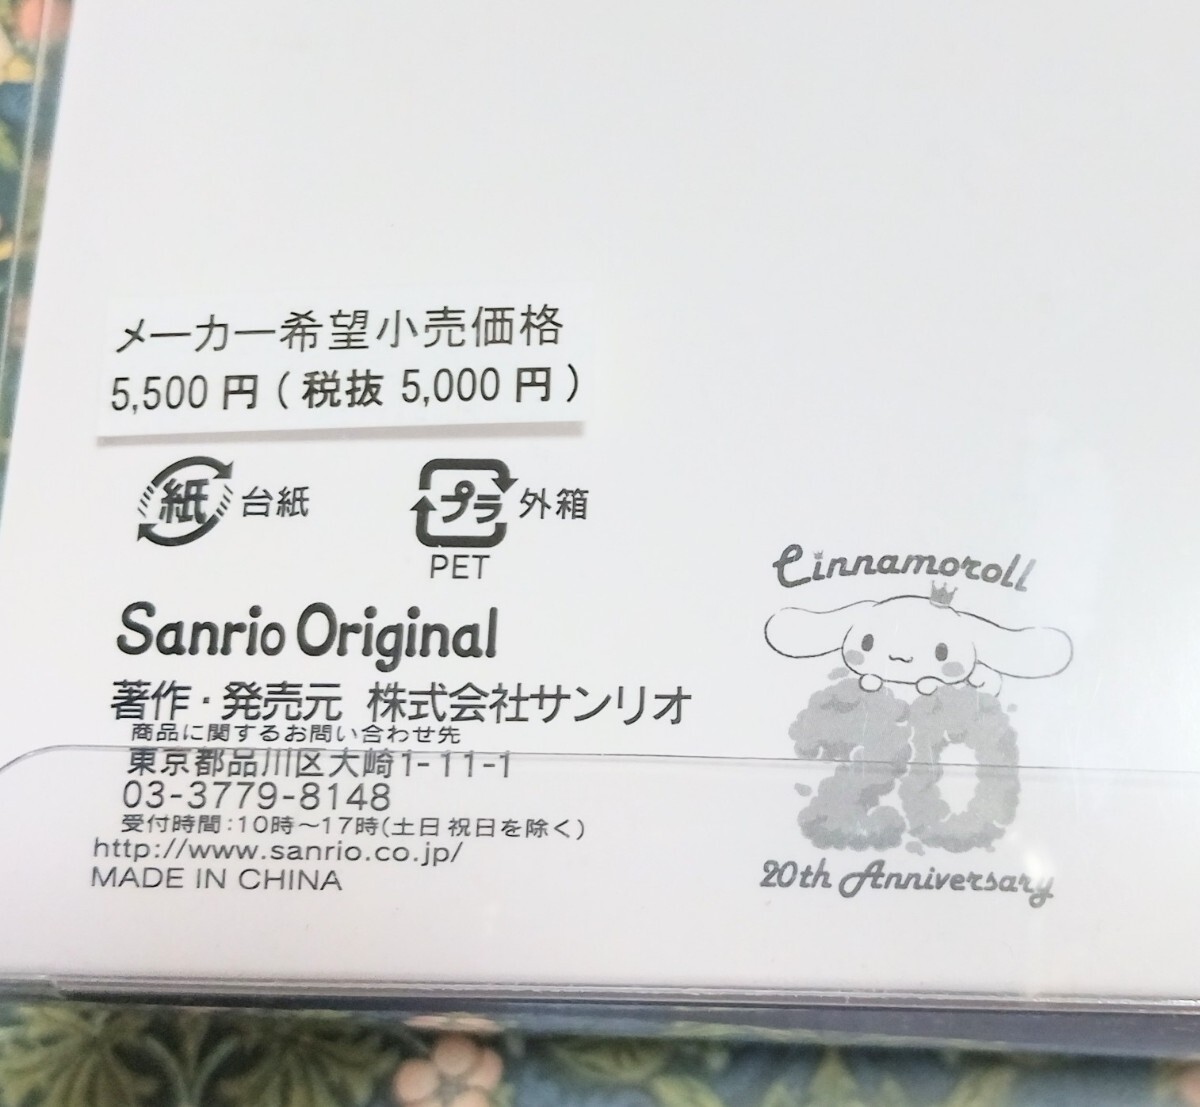 メーカー希望小売価格
5,500 円 ( 税抜 5,000 円 )
紙 台紙
プラ 外箱
PET
Sanrio Original
著作・発売元 株式会社サンリオ
商品に関するお問い合わせ先
東京都品川区大崎1-11-1
03-3779-8148
受付時間:10時～17時(土日 祝日を除く)
http://www.sanrio.co.jp/
MADE IN CHINA
Cinnamoroll
20
20th Anniversary